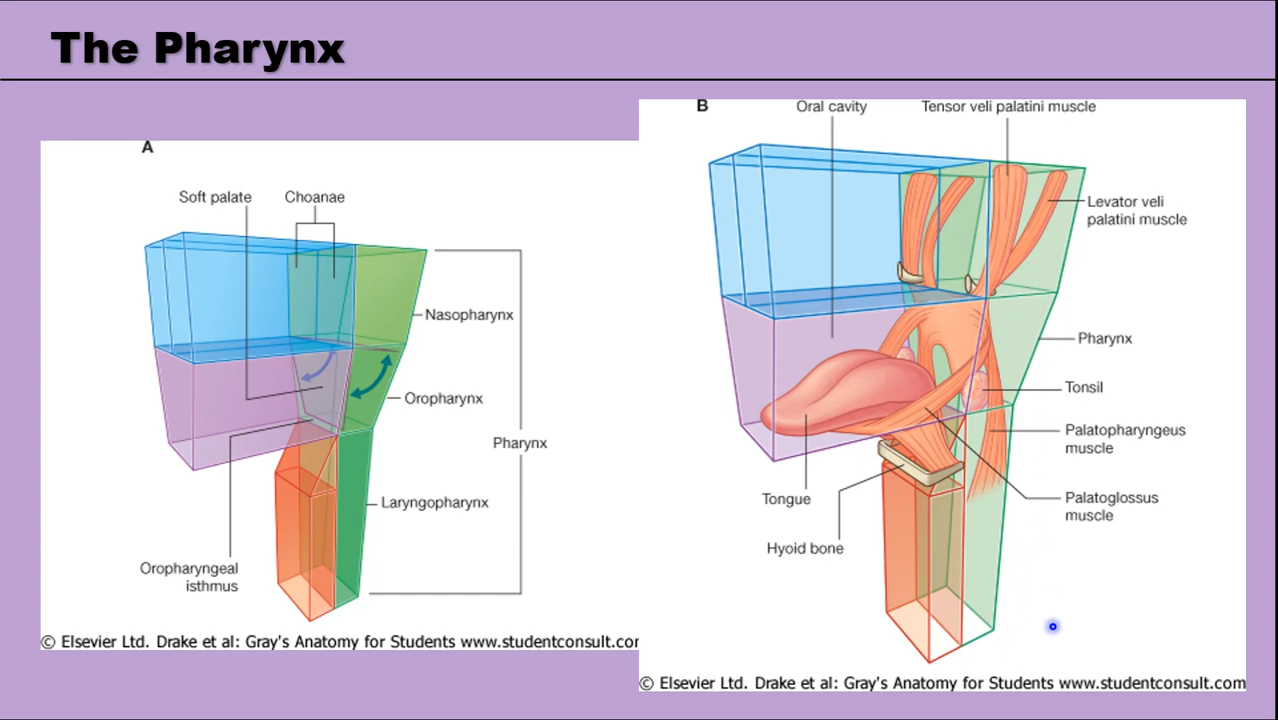 The Pharynx
A
Soft palate
Choanae
Nasopharynx
Oropharynx
Pharynx
Laryngopharynx
Oropharyngeal
isthmus
© Elsevier Ltd. Drake et al: Gray's Anatomy for Students www.studentconsult.cor
B
Oral cavity
Tensor veli palatini muscle
Levator veli
palatini muscle
Pharynx
Tonsil
Palatopharyngeus
muscle
Palatoglossus
muscle
Tongue
Hyoid bone
© Elsevier Ltd. Drake et al: Gray's Anatomy for Students www.studentconsult.com